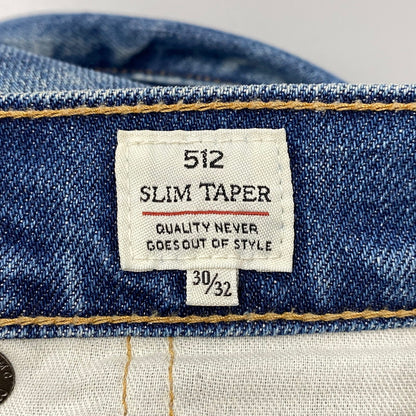 512
SLIM TAPER
QUALITY NEVER
GOES OUT OF STYLE
30/32